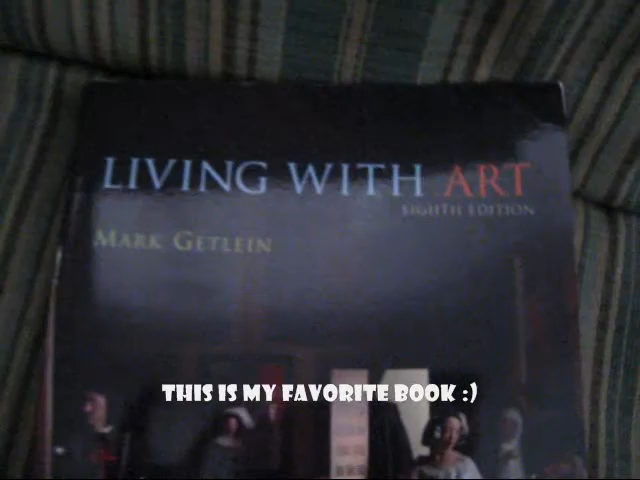 LIVING WITH ART
EIGHTH EDITION
MARK GETLEIN
THIS IS MY FAVORITE BOOK :)